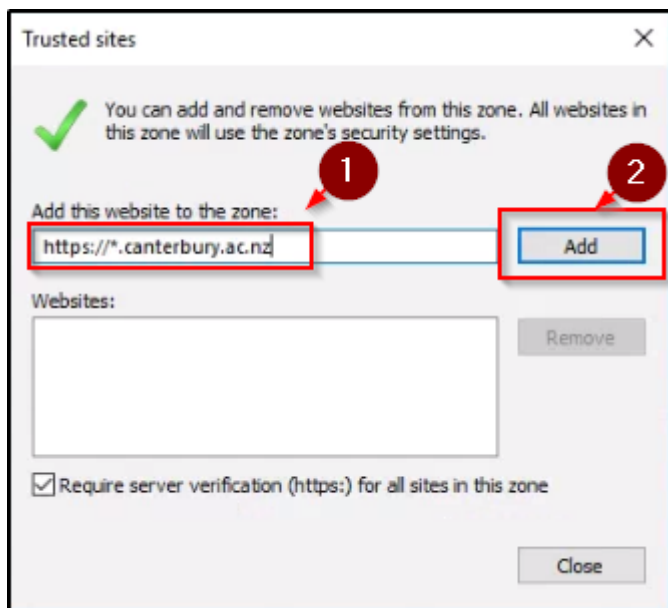 Trusted sites
You can add and remove websites from this zone. All websites in
this zone will use the zone's security settings.
1
2
Add this website to the zone:
https://*.canterbury.ac.nz
Add
Websites:
Remove
Require server verification (https:) for all sites in this zone
Close